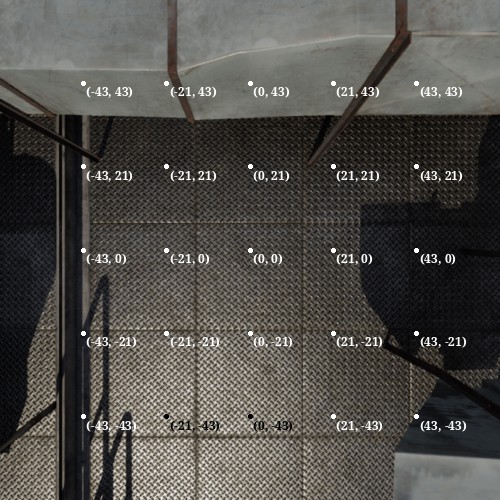 (-43, 43) (-21, 43) (0, 43) (21, 43) (43, 43)
(-43, 21) (-21, 21) (0, 21) (21, 21) (43, 21)
(-43, 0) (-21, 0) (0, 0) (21, 0) (43, 0)
(-43, -21) (-21, -21) (0, -21) (21, -21) (43, -21)
(-43, -43) (-21, -43) (0, -43) (21, -43) (43, -43)